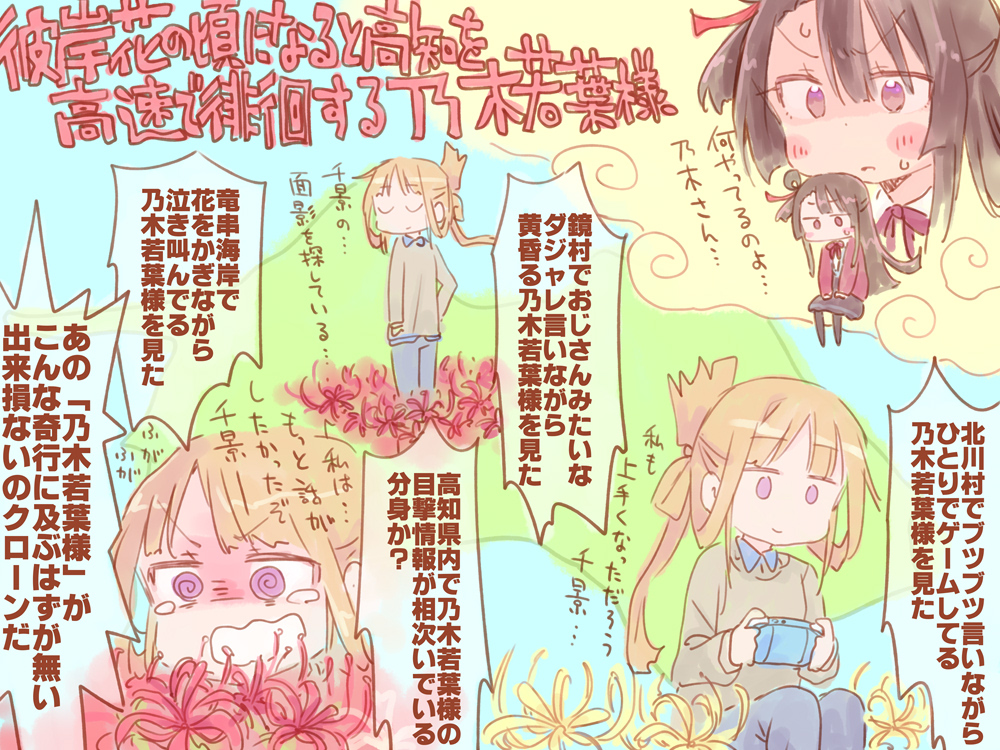 彼岸花の頃になると高知を
高速で徘徊する乃木若葉様
何やってるのよ…
乃木さん…
鏡村でおじさんみたいな
ダジャレ言いながら
黄昏る乃木若葉様を見た
千景の…
面影を探している…
竜串海岸で
花をかぎながら
泣き叫んでる
乃木若葉様を見た
北川村でブツブツ言いながら
ひとりでゲームしてる
乃木若葉様を見た
私も
上手くなっただろう
千景…
高知県内で乃木若葉様の
目撃情報が相次いでいる
分身か?
私は…
もっと話が
したかったぞ
千景
ふが
ふが
あの「乃木若葉様」が
こんな奇行に及ぶはずが無い
出来損ないのクローンだ